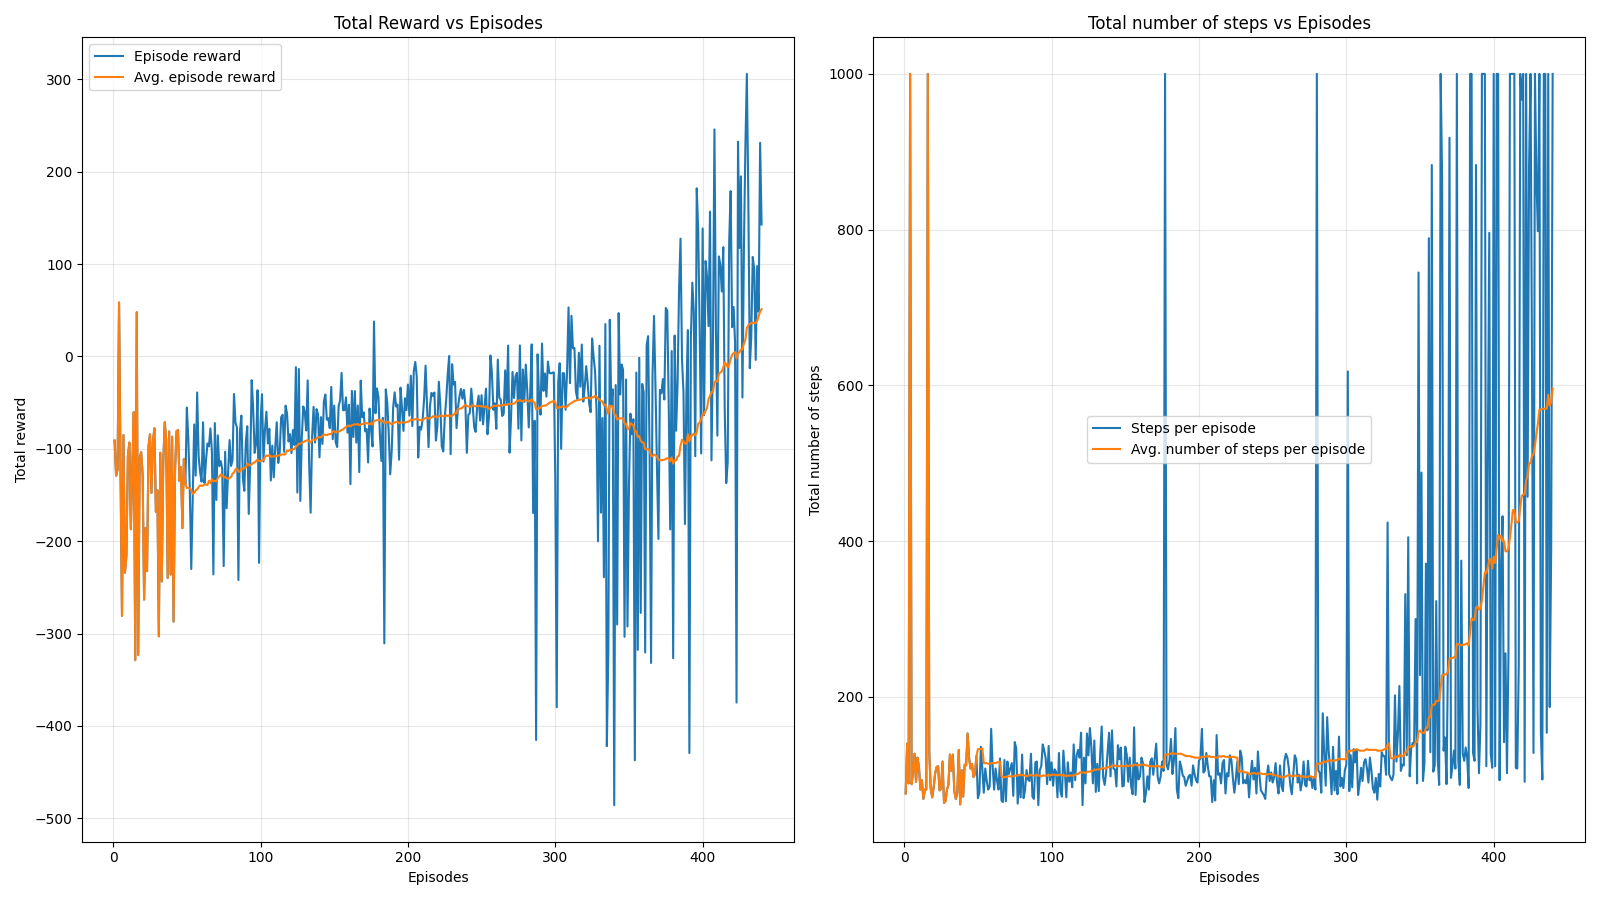 Total Reward vs Episodes
Episode reward
Avg. episode reward
300
200
100
0
−100
−200
−300
−400
−500
Total reward
0
100
200
300
400
Episodes
Total number of steps vs Episodes
Steps per episode
Avg. number of steps per episode
1000
800
600
400
200
Total number of steps
0
100
200
300
400
Episodes